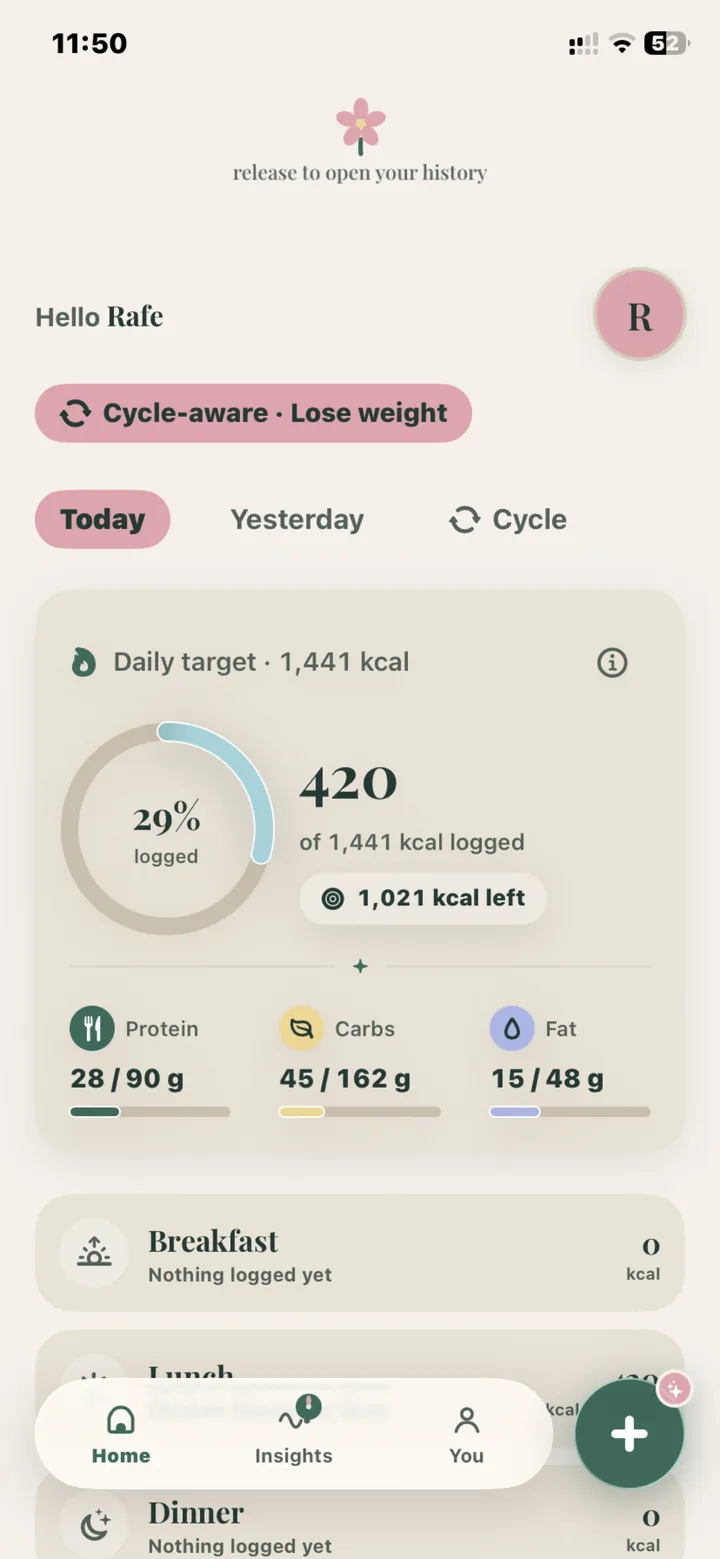 11:50
52
release to open your history
Hello Rafe
R
Cycle-aware · Lose weight
Today
Yesterday
Cycle
Daily target · 1,441 kcal
29%
logged
420
of 1,441 kcal logged
1,021 kcal left
Protein
Carbs
Fat
28 / 90 g
45 / 162 g
15 / 48 g
Breakfast
Nothing logged yet
0
kcal
Lunch
420
kcal
Home
Insights
You
Dinner
Nothing logged yet
0
kcal